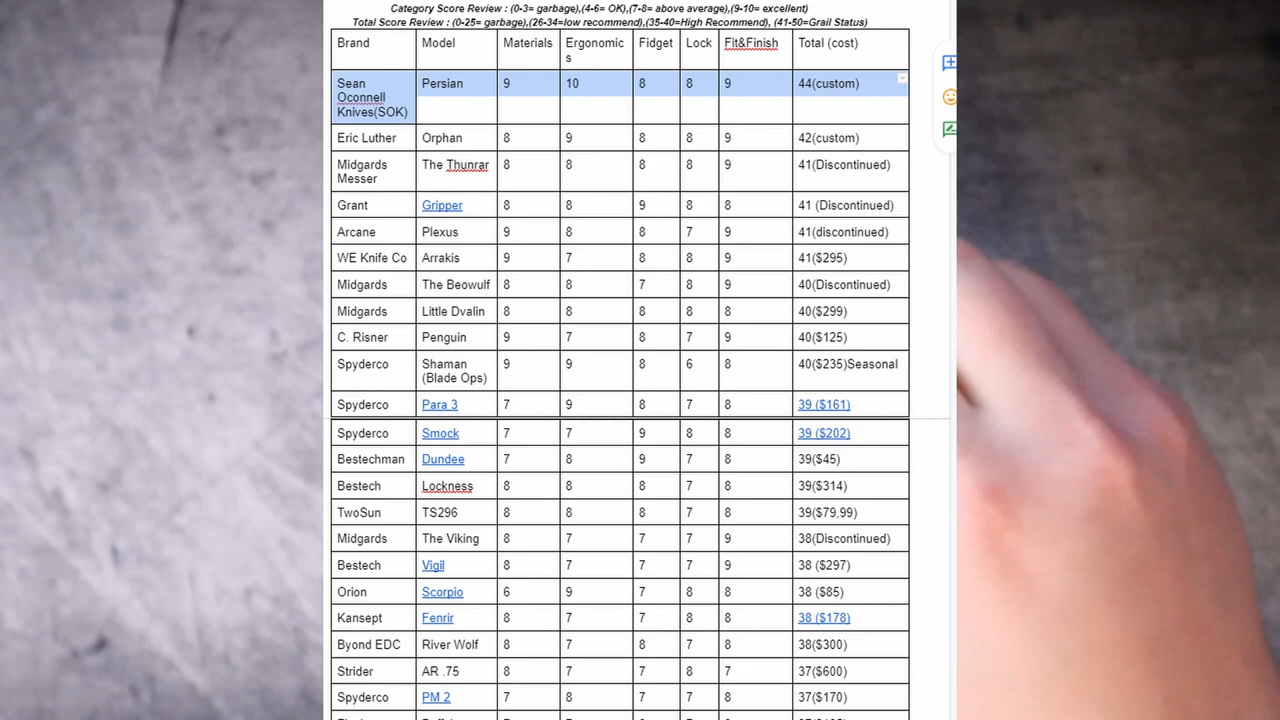 Category Score Review : (0-3= garbage),(4-6= OK),(7-8= above average),(9-10= excellent)
Total Score Review : (0-25= garbage),(26-34=low recommend),(35-40=High Recommend), (41-50=Grail Status)
Brand Model Materials Ergonomics Fidget Lock Fit&Finish Total (cost)
Sean Oconnell Knives(SOK) Persian 9 10 8 8 9 44(custom)
Eric Luther Orphan 8 9 8 8 9 42(custom)
Midgards Messer The Thunrar 8 8 8 8 9 41(Discontinued)
Grant Gripper 8 8 9 8 8 41 (Discontinued)
Arcane Plexus 9 8 8 7 9 41(discontinued)
WE Knife Co Arrakis 9 7 8 8 9 41($295)
Midgards The Beowulf 8 8 7 8 9 40(Discontinued)
Midgards Little Dvalin 8 8 8 8 8 40($299)
C. Risner Penguin 9 7 8 7 9 40($125)
Spyderco Shaman (Blade Ops) 9 9 8 6 8 40($235)Seasonal
Spyderco Para 3 7 9 8 7 8 39 ($161)
Spyderco Smock 7 7 9 8 8 39 ($202)
Bestechman Dundee 7 8 9 7 8 39($45)
Bestech Lockness 8 8 8 7 8 39($314)
TwoSun TS296 8 8 8 7 8 39($79,99)
Midgards The Viking 8 7 7 7 9 38(Discontinued)
Bestech Vigil 8 7 7 7 9 38 ($297)
Orion Scorpio 6 9 7 8 8 38 ($85)
Kansept Fenrir 8 7 7 8 8 38 ($178)
Byond EDC River Wolf 8 7 8 7 8 38($300)
Strider AR .75 8 7 7 8 7 37($600)
Spyderco PM 2 7 8 7 7 8 37($170)